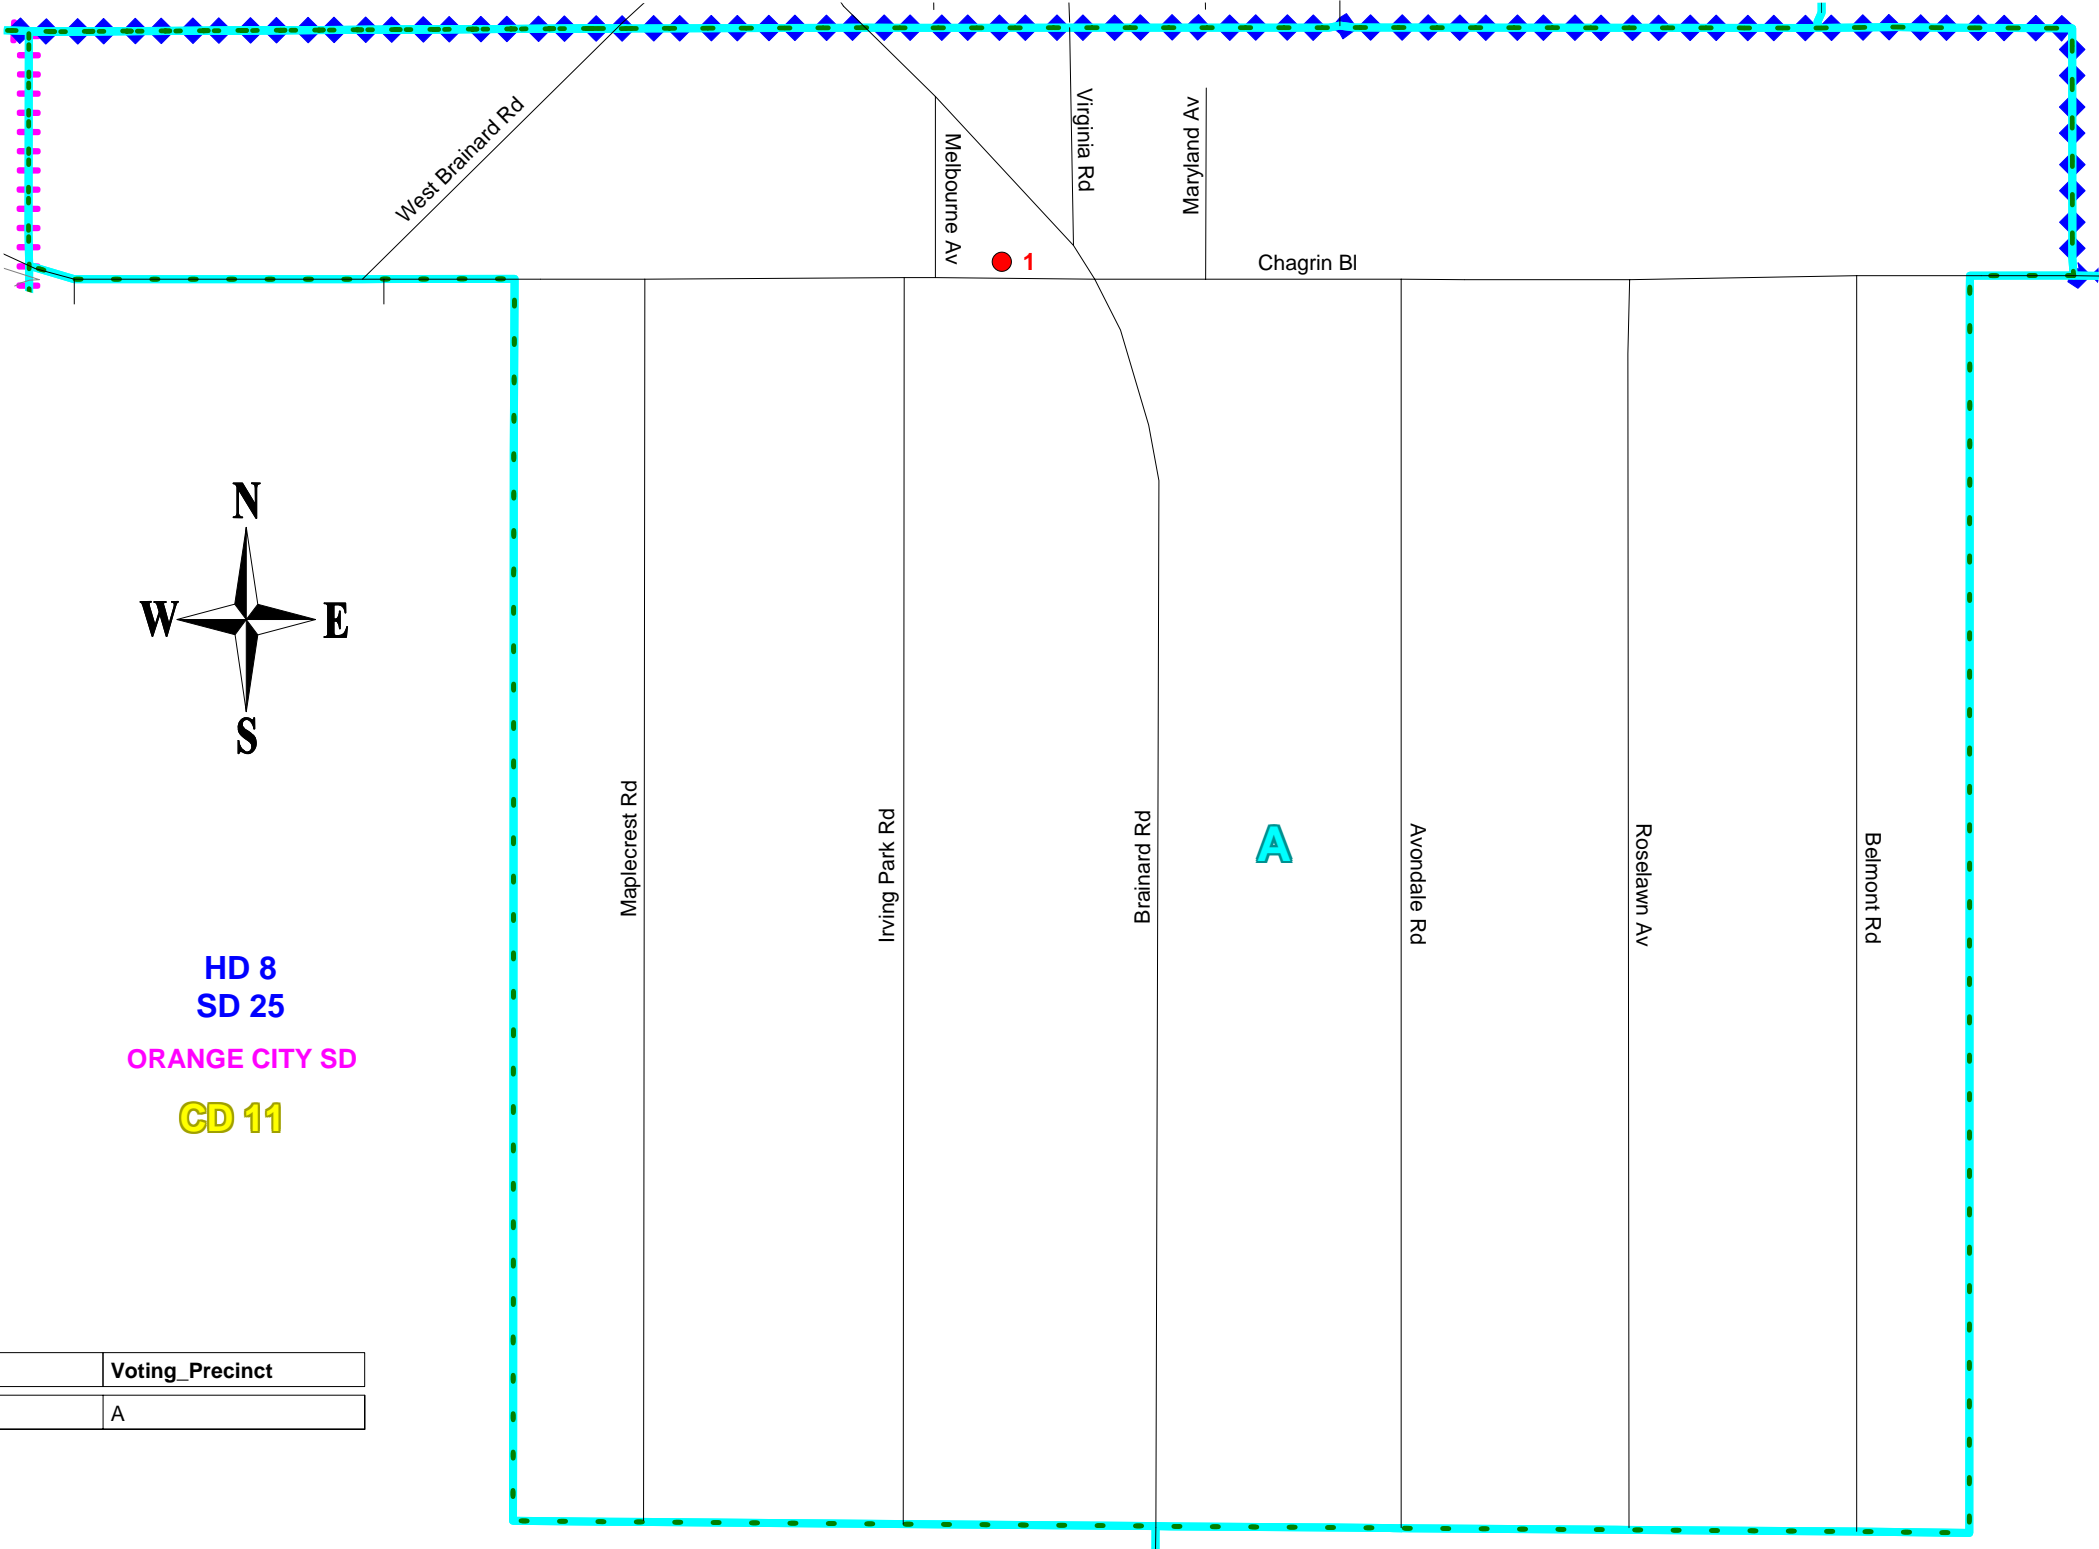 West Brainard Rd
Melbourne Av
Virginia Rd
Maryland Av
1
Chagrin Bl
N
W
E
S
Maplecrest Rd
Irving Park Rd
Brainard Rd
A
Avondale Rd
Roselawn Av
Belmont Rd
HD 8
SD 25
ORANGE CITY SD
CD 11
Voting_Precinct
A